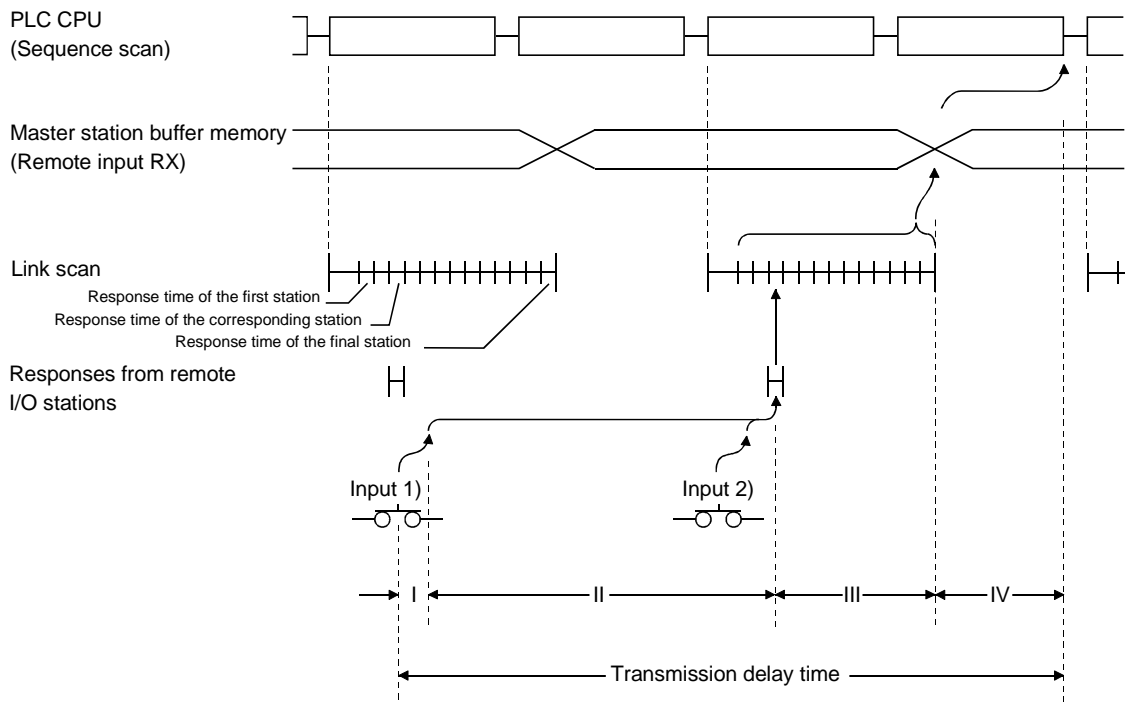 PLC CPU
(Sequence scan)
Master station buffer memory
(Remote input RX)
Link scan
Response time of the first station
Response time of the corresponding station
Response time of the final station
Responses from remote
I/O stations
Input 1)
Input 2)
I
II
III
IV
Transmission delay time